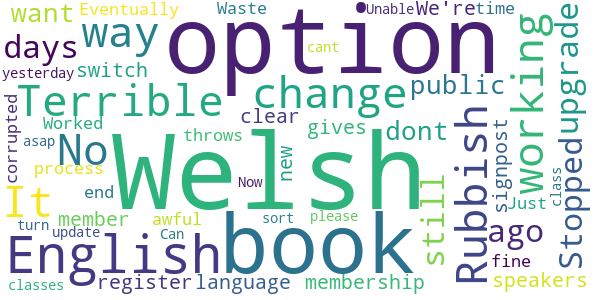 want Eventually Waste Unable We're time
days way option
yesterday switch
Terrible change public
corrupted Worked throws clear gives dont
asap No Welsh
process new Now cant
It end member awful sort please
turn update Can book
English
classes register language membership
still Rubbish signpost working upgrade
Stopped class
Just ago
fine
speakers